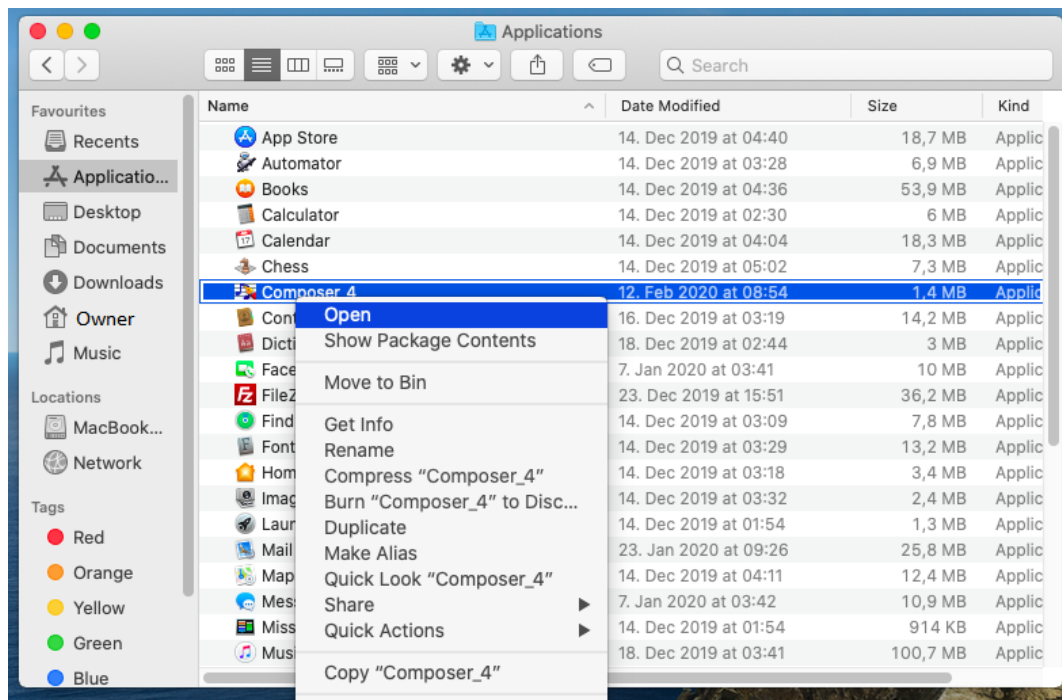 Applications
Search
Favourites
Recents
Applicatio...
Desktop
Documents
Downloads
Owner
Music
Locations
MacBook...
Network
Tags
Red
Orange
Yellow
Green
Blue
Name Date Modified Size Kind
App Store 14. Dec 2019 at 04:40 18,7 MB Applic
Automator 14. Dec 2019 at 03:28 6,9 MB Applic
Books 14. Dec 2019 at 04:36 53,9 MB Applic
Calculator 14. Dec 2019 at 02:30 6 MB Applic
Calendar 14. Dec 2019 at 04:04 18,3 MB Applic
Chess 14. Dec 2019 at 05:02 7,3 MB Applic
Composer_4 12. Feb 2020 at 08:54 1,4 MB Applic
Cont 16. Dec 2019 at 03:19 14,2 MB Applic
Dicti 18. Dec 2019 at 02:44 3 MB Applic
Face 7. Jan 2020 at 03:41 10 MB Applic
FileZ 23. Dec 2019 at 15:51 36,2 MB Applic
Find 14. Dec 2019 at 03:09 7,8 MB Applic
Font 14. Dec 2019 at 03:29 13,2 MB Applic
Hom 14. Dec 2019 at 03:18 3,4 MB Applic
Imag 14. Dec 2019 at 03:32 2,4 MB Applic
Laun 14. Dec 2019 at 01:54 1,3 MB Applic
Mail 23. Jan 2020 at 09:26 25,8 MB Applic
Map 14. Dec 2019 at 04:11 12,4 MB Applic
Mes 7. Jan 2020 at 03:42 10,9 MB Applic
Miss 14. Dec 2019 at 01:54 914 KB Applic
Musi 18. Dec 2019 at 03:41 100,7 MB Applic
Open
Show Package Contents
Move to Bin
Get Info
Rename
Compress “Composer_4”
Burn “Composer_4” to Disc...
Duplicate
Make Alias
Quick Look “Composer_4”
Share
Quick Actions
Copy “Composer_4”